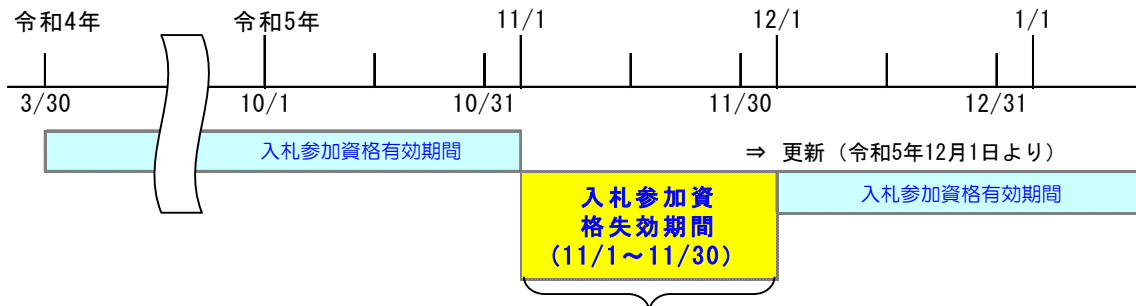 令和4年 令和5年 11/1 12/1 1/1
3/30 10/1 10/31 11/30 12/31
入札参加資格有効期間
⇒ 更新（令和5年12月1日より）
入札参加資
格失効期間
(11/1～11/30)
入札参加資格有効期間